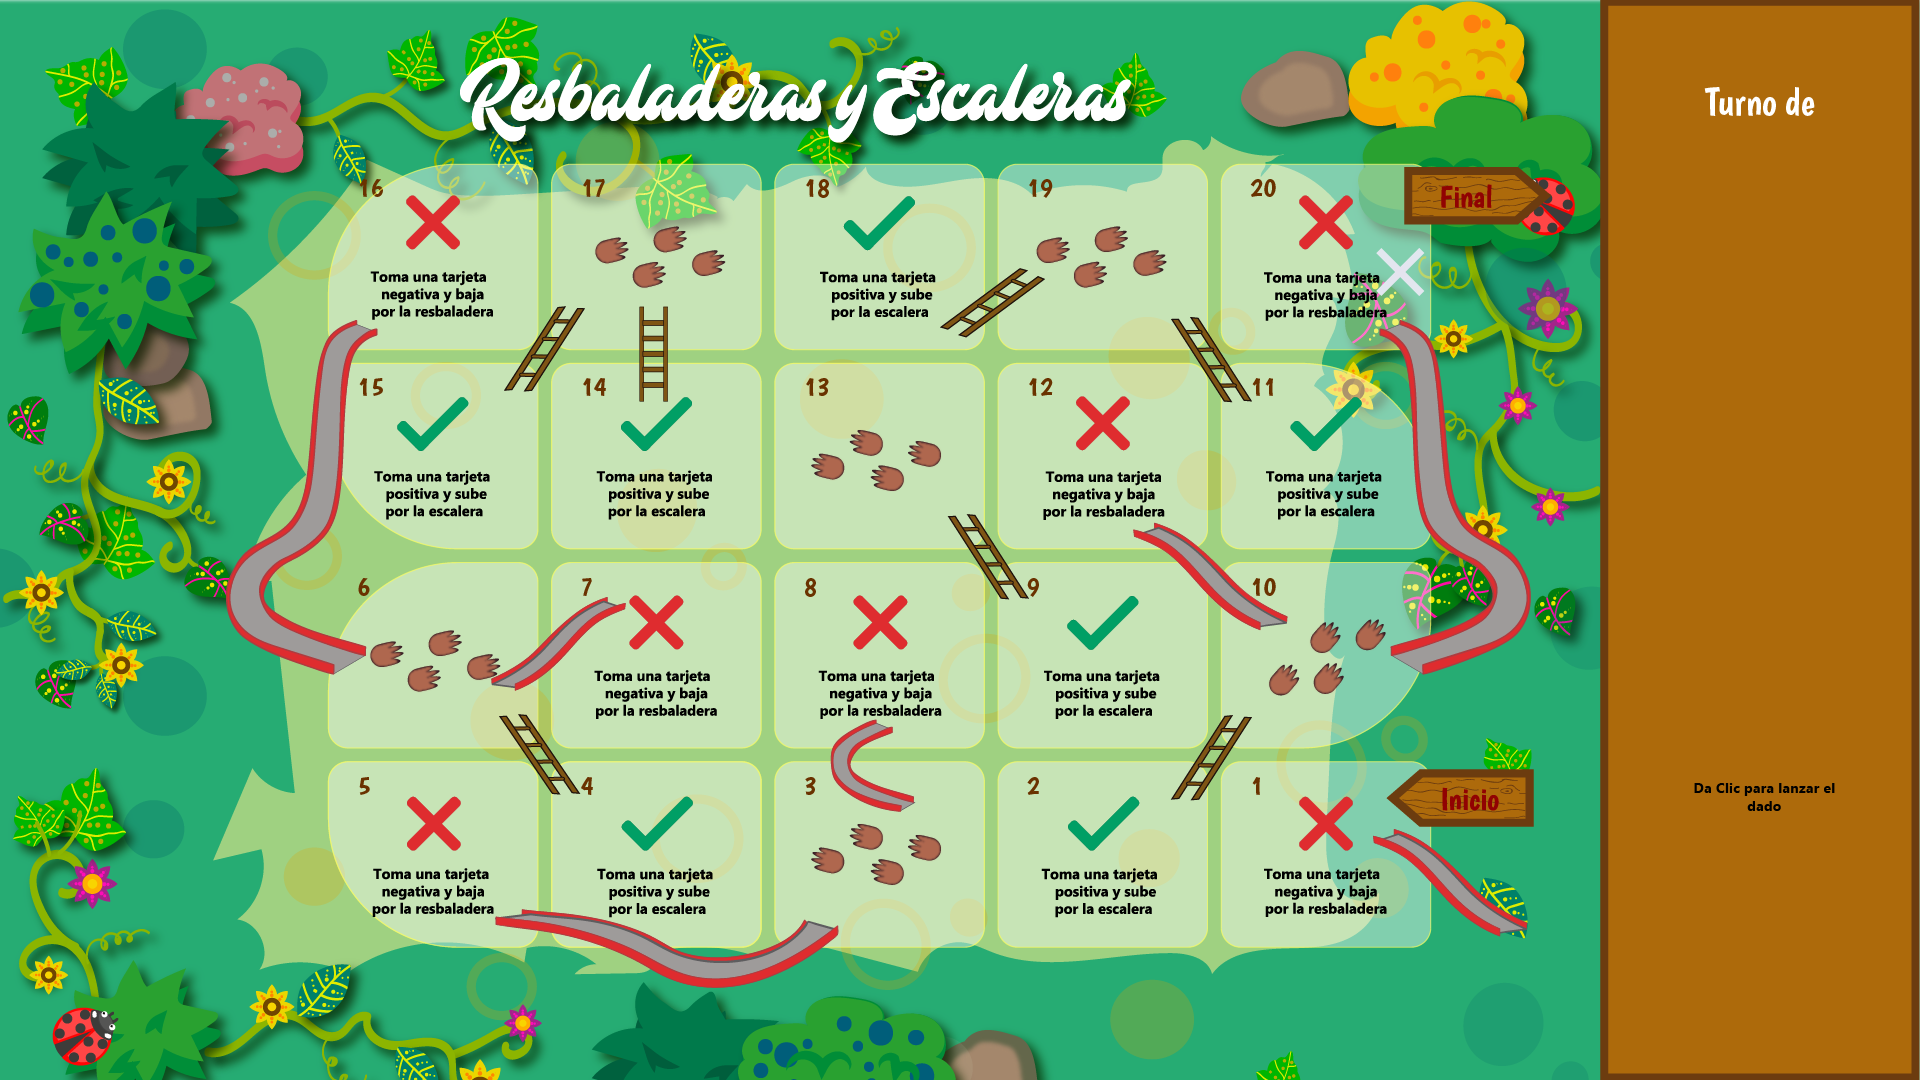 Resbaladeras y Escaleras
Turno de
16
Toma una tarjeta
negativa y baja
por la resbaladera
17
18
Toma una tarjeta
positiva y sube
por la escalera
19
20
Toma una tarjeta
negativa y baja
por la resbaladera
Final
15
Toma una tarjeta
positiva y sube
por la escalera
14
Toma una tarjeta
positiva y sube
por la escalera
13
12
Toma una tarjeta
negativa y baja
por la resbaladera
11
Toma una tarjeta
positiva y sube
por la escalera
6
7
Toma una tarjeta
negativa y baja
por la resbaladera
8
Toma una tarjeta
negativa y baja
por la resbaladera
9
Toma una tarjeta
positiva y sube
por la escalera
10
5
Toma una tarjeta
negativa y baja
por la resbaladera
4
Toma una tarjeta
positiva y sube
por la escalera
3
2
Toma una tarjeta
positiva y sube
por la escalera
1
Toma una tarjeta
negativa y baja
por la resbaladera
Inicio
Da Clic para lanzar el
dado